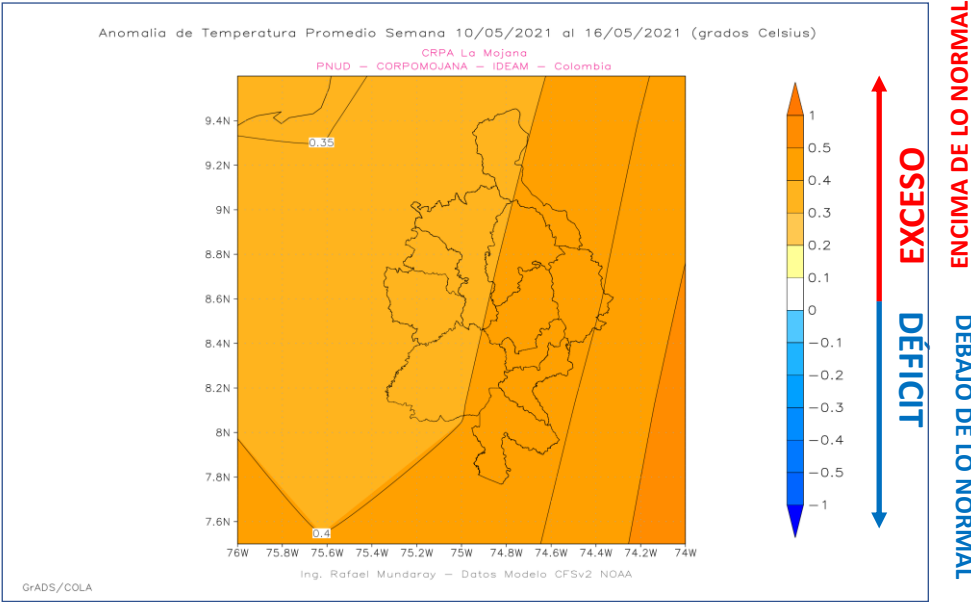 Anomalia de Temperatura Promedio Semana 10/05/2021 al 16/05/2021 (grados Celsius)
CRPA La Mojana
PNUD — CORPOMOJANA — IDEAM — Colombia
9.4N
9.2N
9N
8.8N
8.6N
8.4N
8.2N
8N
7.8N
7.6N
0.35
0.4
76W 75.8W 75.6W 75.4W 75.2W 75W 74.8W 74.6W 74.4W 74.2W 74W
Ing. Rafael Mundaray — Datos Modelo CFSv2 NOAA
GrADS/COLA
1
0.5
0.4
0.3
0.2
0.1
0
−0.1
−0.2
−0.3
−0.4
−0.5
−1
EXCESO
DÉFICIT
ENCIMA DE LO NORMAL
DEBAJO DE LO NORMAL